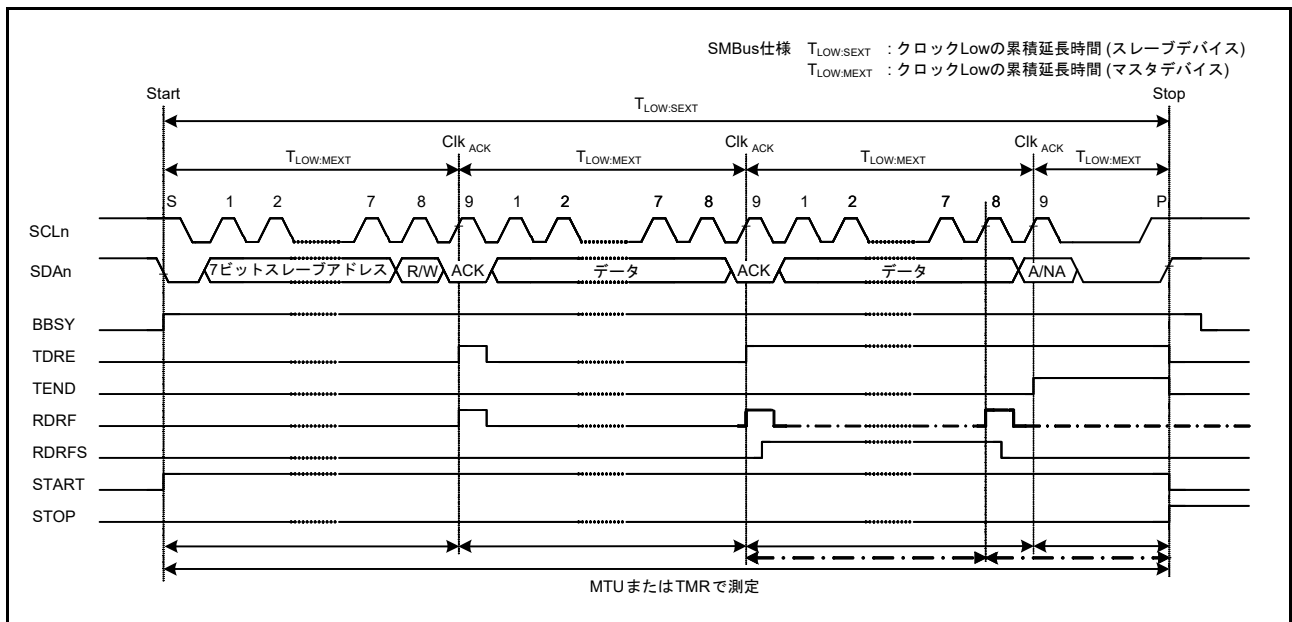 SMBus仕様 TLOW:SEXT : クロックLowの累積延長時間 (スレーブデバイス)
TLOW:MEXT : クロックLowの累積延長時間 (マスタデバイス)
Start Stop
TLOW:SEXT
Clk ACK Clk ACK Clk ACK
TLOW:MEXT TLOW:MEXT TLOW:MEXT TLOW:MEXT
S 1 2 7 8 9 1 2 7 8 9 1 2 7 8 9 P
SCLn
SDAn 7ビットスレーブアドレス R/W ACK データ ACK データ A/NA
BBSY
TDRE
TEND
RDRF
RDRFS
START
STOP
MTUまたはTMRで測定